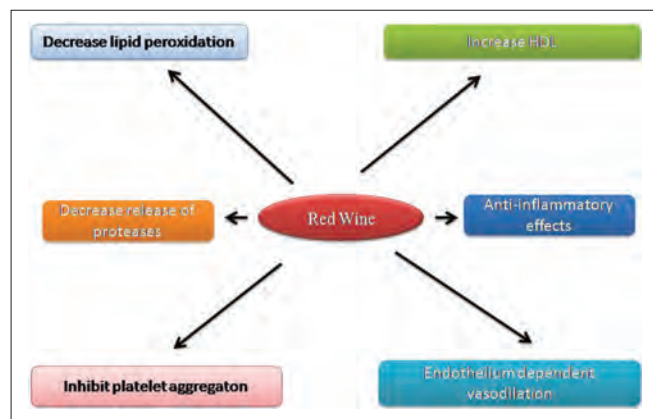 Decrease lipid peroxidation
Increase HDL
Decrease release of
proteases
Red Wine
Anti-inflammatory
effects
Inhibit platelet aggregaton
Endothelium dependent
vasodilation